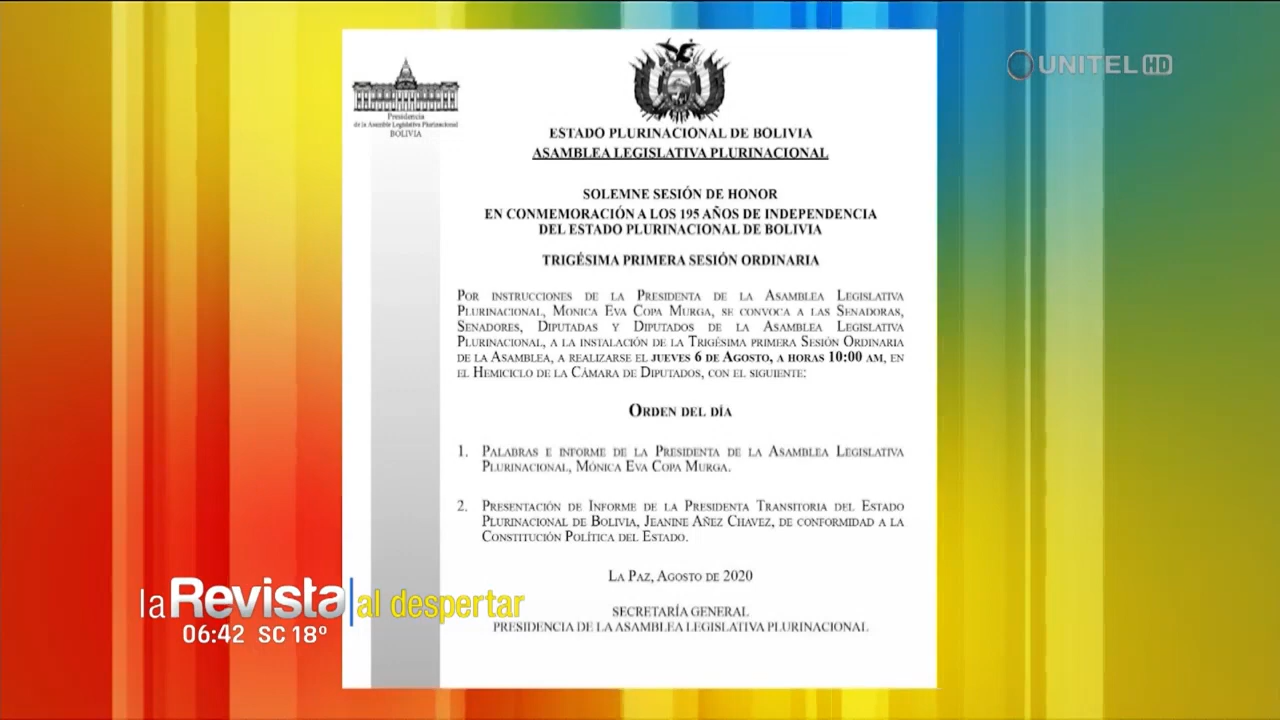 UNITEL HD
Presidencia
de la Asamblea Legislativa Plurinacional
BOLIVIA
ESTADO PLURINACIONAL DE BOLIVIA
ASAMBLEA LEGISLATIVA PLURINACIONAL
SOLEMNE SESIÓN DE HONOR
EN CONMEMORACIÓN A LOS 195 AÑOS DE INDEPENDENCIA
DEL ESTADO PLURINACIONAL DE BOLIVIA
TRIGÉSIMA PRIMERA SESIÓN ORDINARIA
POR INSTRUCCIONES DE LA PRESIDENTA DE LA ASAMBLEA LEGISLATIVA
PLURINACIONAL, MONICA EVA COPA MURGA, SE CONVOCA A LAS SENADORAS,
SENADORES, DIPUTADAS Y DIPUTADOS DE LA ASAMBLEA LEGISLATIVA
PLURINACIONAL, A LA INSTALACIÓN DE LA TRIGÉSIMA PRIMERA SESIÓN ORDINARIA
DE LA ASAMBLEA, A REALIZARSE EL JUEVES 6 DE AGOSTO, A HORAS 10:00 AM, EN
EL HEMICICLO DE LA CÁMARA DE DIPUTADOS, CON EL SIGUIENTE:
ORDEN DEL DÍA
1. PALABRAS E INFORME DE LA PRESIDENTA DE LA ASAMBLEA LEGISLATIVA
PLURINACIONAL, MÓNICA EVA COPA MURGA.
2. PRESENTACIÓN DE INFORME DE LA PRESIDENTA TRANSITORIA DEL ESTADO
PLURINACIONAL DE BOLIVIA, JEANINE AÑEZ CHAVEZ, DE CONFORMIDAD A LA
CONSTITUCIÓN POLÍTICA DEL ESTADO.
LA PAZ, AGOSTO DE 2020
SECRETARÍA GENERAL
PRESIDENCIA DE LA ASAMBLEA LEGISLATIVA PLURINACIONAL
la Revista al despertar
06:42 SC 18º